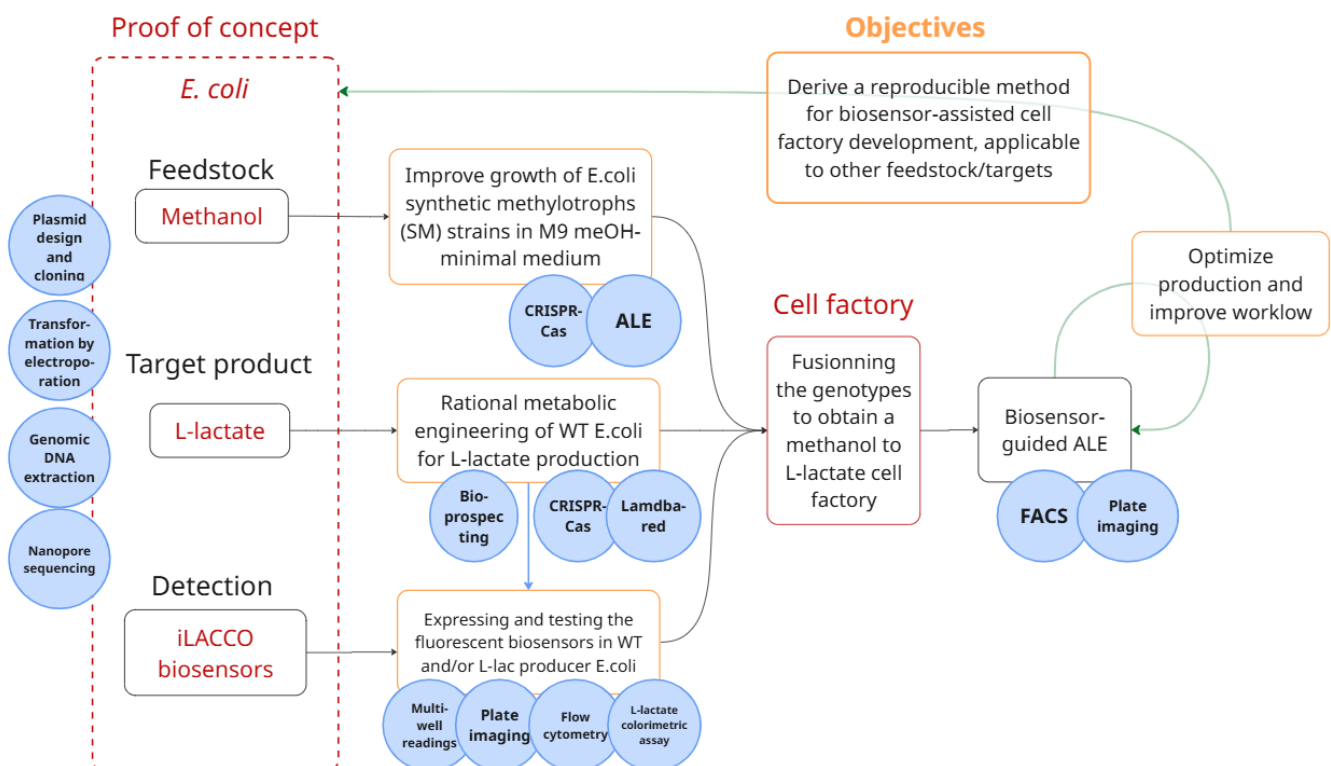 Proof of concept
E. coli
Feedstock
Methanol
Target product
L-lactate
Detection
iLACCO
biosensors
Plasmid
design
and
cloning
Transfor-
mation by
electropo-
ration
Genomic
DNA
extraction
Nanopore
sequencing
Improve growth of E.coli
synthetic methylotrophs
(SM) strains in M9 meOH-
minimal medium
CRISPR-
Cas
ALE
Rational metabolic
engineering of WT E.coli
for L-lactate production
Bio-
prospec
ting
CRISPR-
Cas
Lamdba-
red
Expressing and testing the
fluorescent biosensors in WT
and/or L-lac producer E.coli
Multi-
well
readings
Plate
imaging
Flow
cytometry
L-lactate
colorimetric
assay
Cell factory
Fusionning
the genotypes
to obtain a
methanol to
L-lactate cell
factory
Objectives
Derive a reproducible method
for biosensor-assisted cell
factory development, applicable
to other feedstock/targets
Optimize
production and
improve worklow
Biosensor-
guided ALE
FACS
Plate
imaging